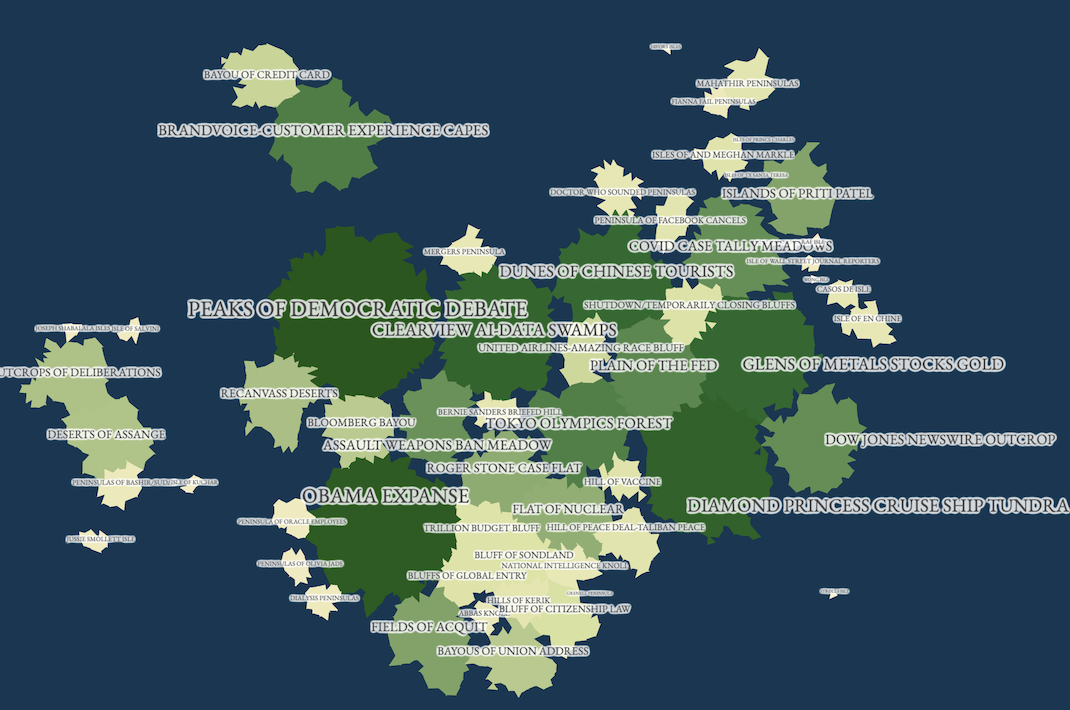 BAYOU OF CREDIT CARD
MAHATHIR PENINSULAS
FIANNA FAIL PENINSULAS
BRANDVOICE-CUSTOMER EXPERIENCE CAPES
ISLES OF PRINCE CHARLES
ISLES OF AND MEGHAN MARKLE
DOCTOR WHO SOUNDED PENINSULAS
ISLANDS OF PRITI PATEL
PENINSULA OF FACEBOOK CANCELS
COVID CASE TALLY MEADOWS
MERGERS PENINSULA
ISLE OF WALL STREET JOURNAL REPORTERS
DUNES OF CHINESE TOURISTS
CASOS DE ISLE
SHUTDOWN/TEMPORARILY CLOSING BLUFFS
PEAKS OF DEMOCRATIC DEBATE
ISLE OF EN CHINE
JOSEPH SHABALALA ISLES
ISLE OF SALVINI
CLEARVIEW AI-DATA SWAMPS
UNITED AIRLINES-AMAZING RACE BLUFF
PLAIN OF THE FED
GLENS OF METALS STOCKS GOLD
UTCROPS OF DELIBERATIONS
RECANVASS DESERTS
BERNIE SANDERS BRIEFED HILL
BLOOMBERG BAYOU
TOKYO OLYMPICS FOREST
DESERTS OF ASSANGE
DOW JONES NEWSWIRE OUTCROP
ASSAULT WEAPONS BAN MEADOW
ROGER STONE CASE FLAT
PENINSULAS OF BASHIR/SUD
ISLE OF KUCHAR
HILL OF VACCINE
OBAMA EXPANSE
FLAT OF NUCLEAR
DIAMOND PRINCESS CRUISE SHIP TUNDRA
PENINSULA OF ORACLE EMPLOYEES
TRILLION BUDGET BLUFF
HILL OF PEACE DEAL-TALIBAN PEACE
JUSSIE SMOLLETT ISLE
BLUFF OF SONDLAND
PENINSULAS OF OLIVIA JADE
NATIONAL INTELLIGENCE KNOLL
BLUFFS OF GLOBAL ENTRY
DIALYSIS PENINSULAS
HILLS OF KERIK
ABBAS KNOLL
BLUFF OF CITIZENSHIP LAW
FIELDS OF ACQUIT
BAYOUS OF UNION ADDRESS